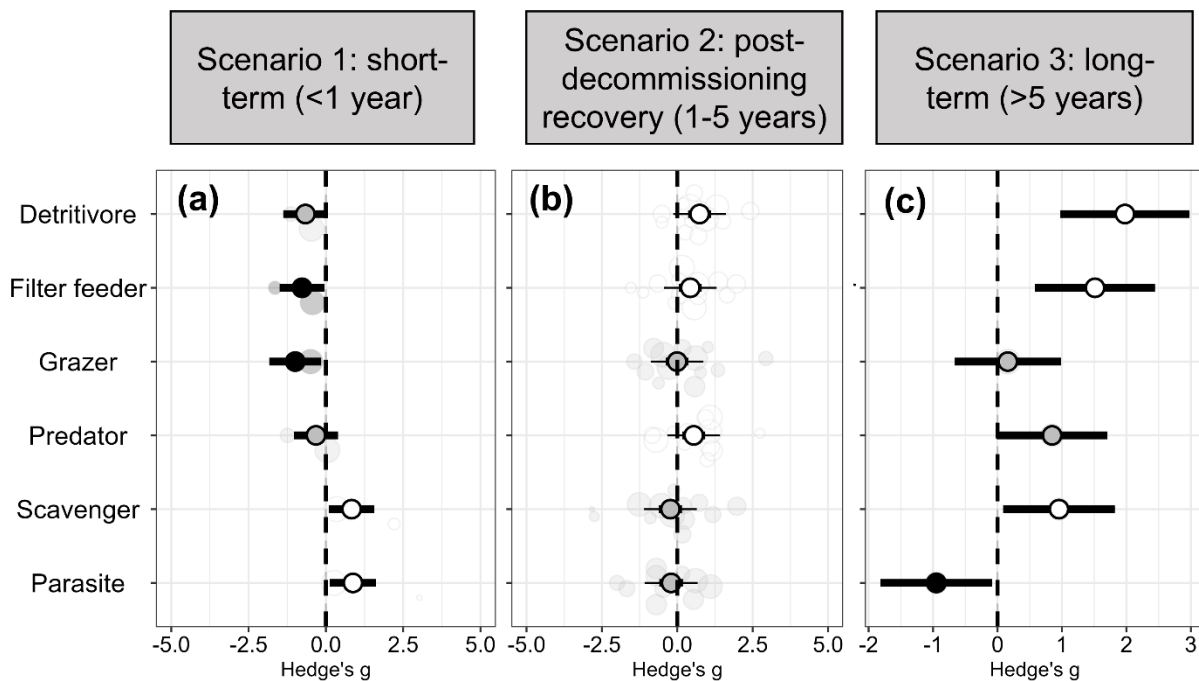 Scenario 1: short-
term (<1 year)
Scenario 2: post-
decommissioning
recovery (1-5 years)
Scenario 3: long-
term (>5 years)
(a)
(b)
(c)
Detritivore
Filter feeder
Grazer
Predator
Scavenger
Parasite
-5.0 -2.5 0.0 2.5 5.0
-5.0 -2.5 0.0 2.5 5.0
-2 -1 0 1 2 3
Hedge's g
Hedge's g
Hedge's g